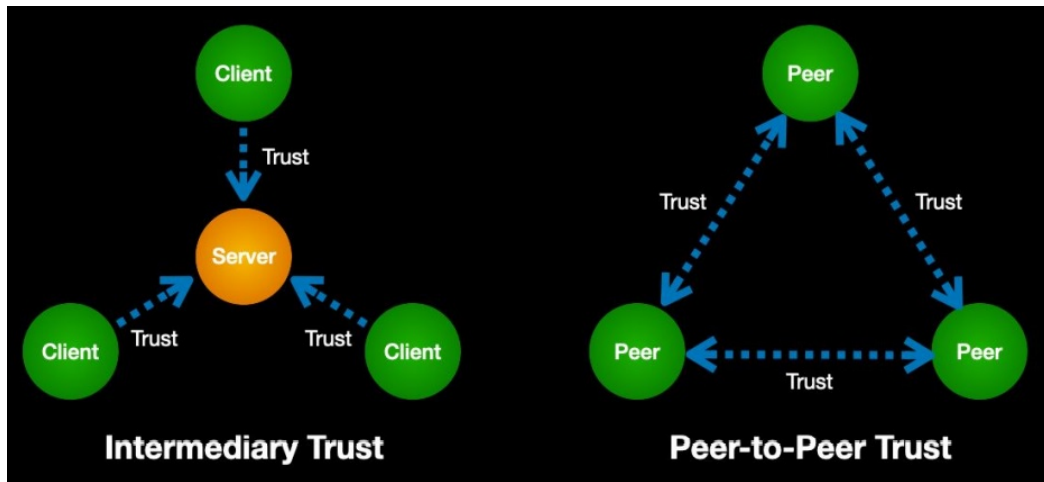 Client
Trust
Server
Client
Trust
Trust
Client
Intermediary Trust
Peer
Trust
Trust
Peer
Trust
Peer
Peer-to-Peer Trust